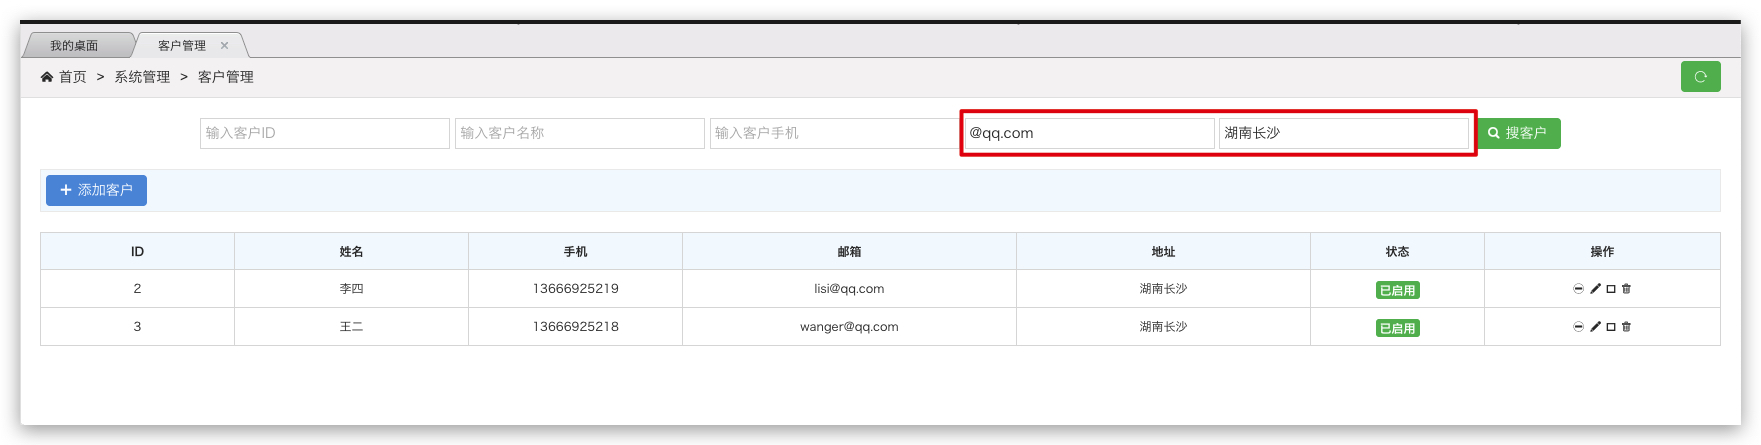 我的桌面 客户管理 ×
首页 > 系统管理 > 客户管理
输入客户ID 输入客户名称 输入客户手机 @qq.com 湖南长沙 搜客户
+ 添加客户
ID 姓名 手机 邮箱 地址 状态 操作
2 李四 13666925219 lisi@qq.com 湖南长沙 已启用
3 王二 13666925218 wanger@qq.com 湖南长沙 已启用